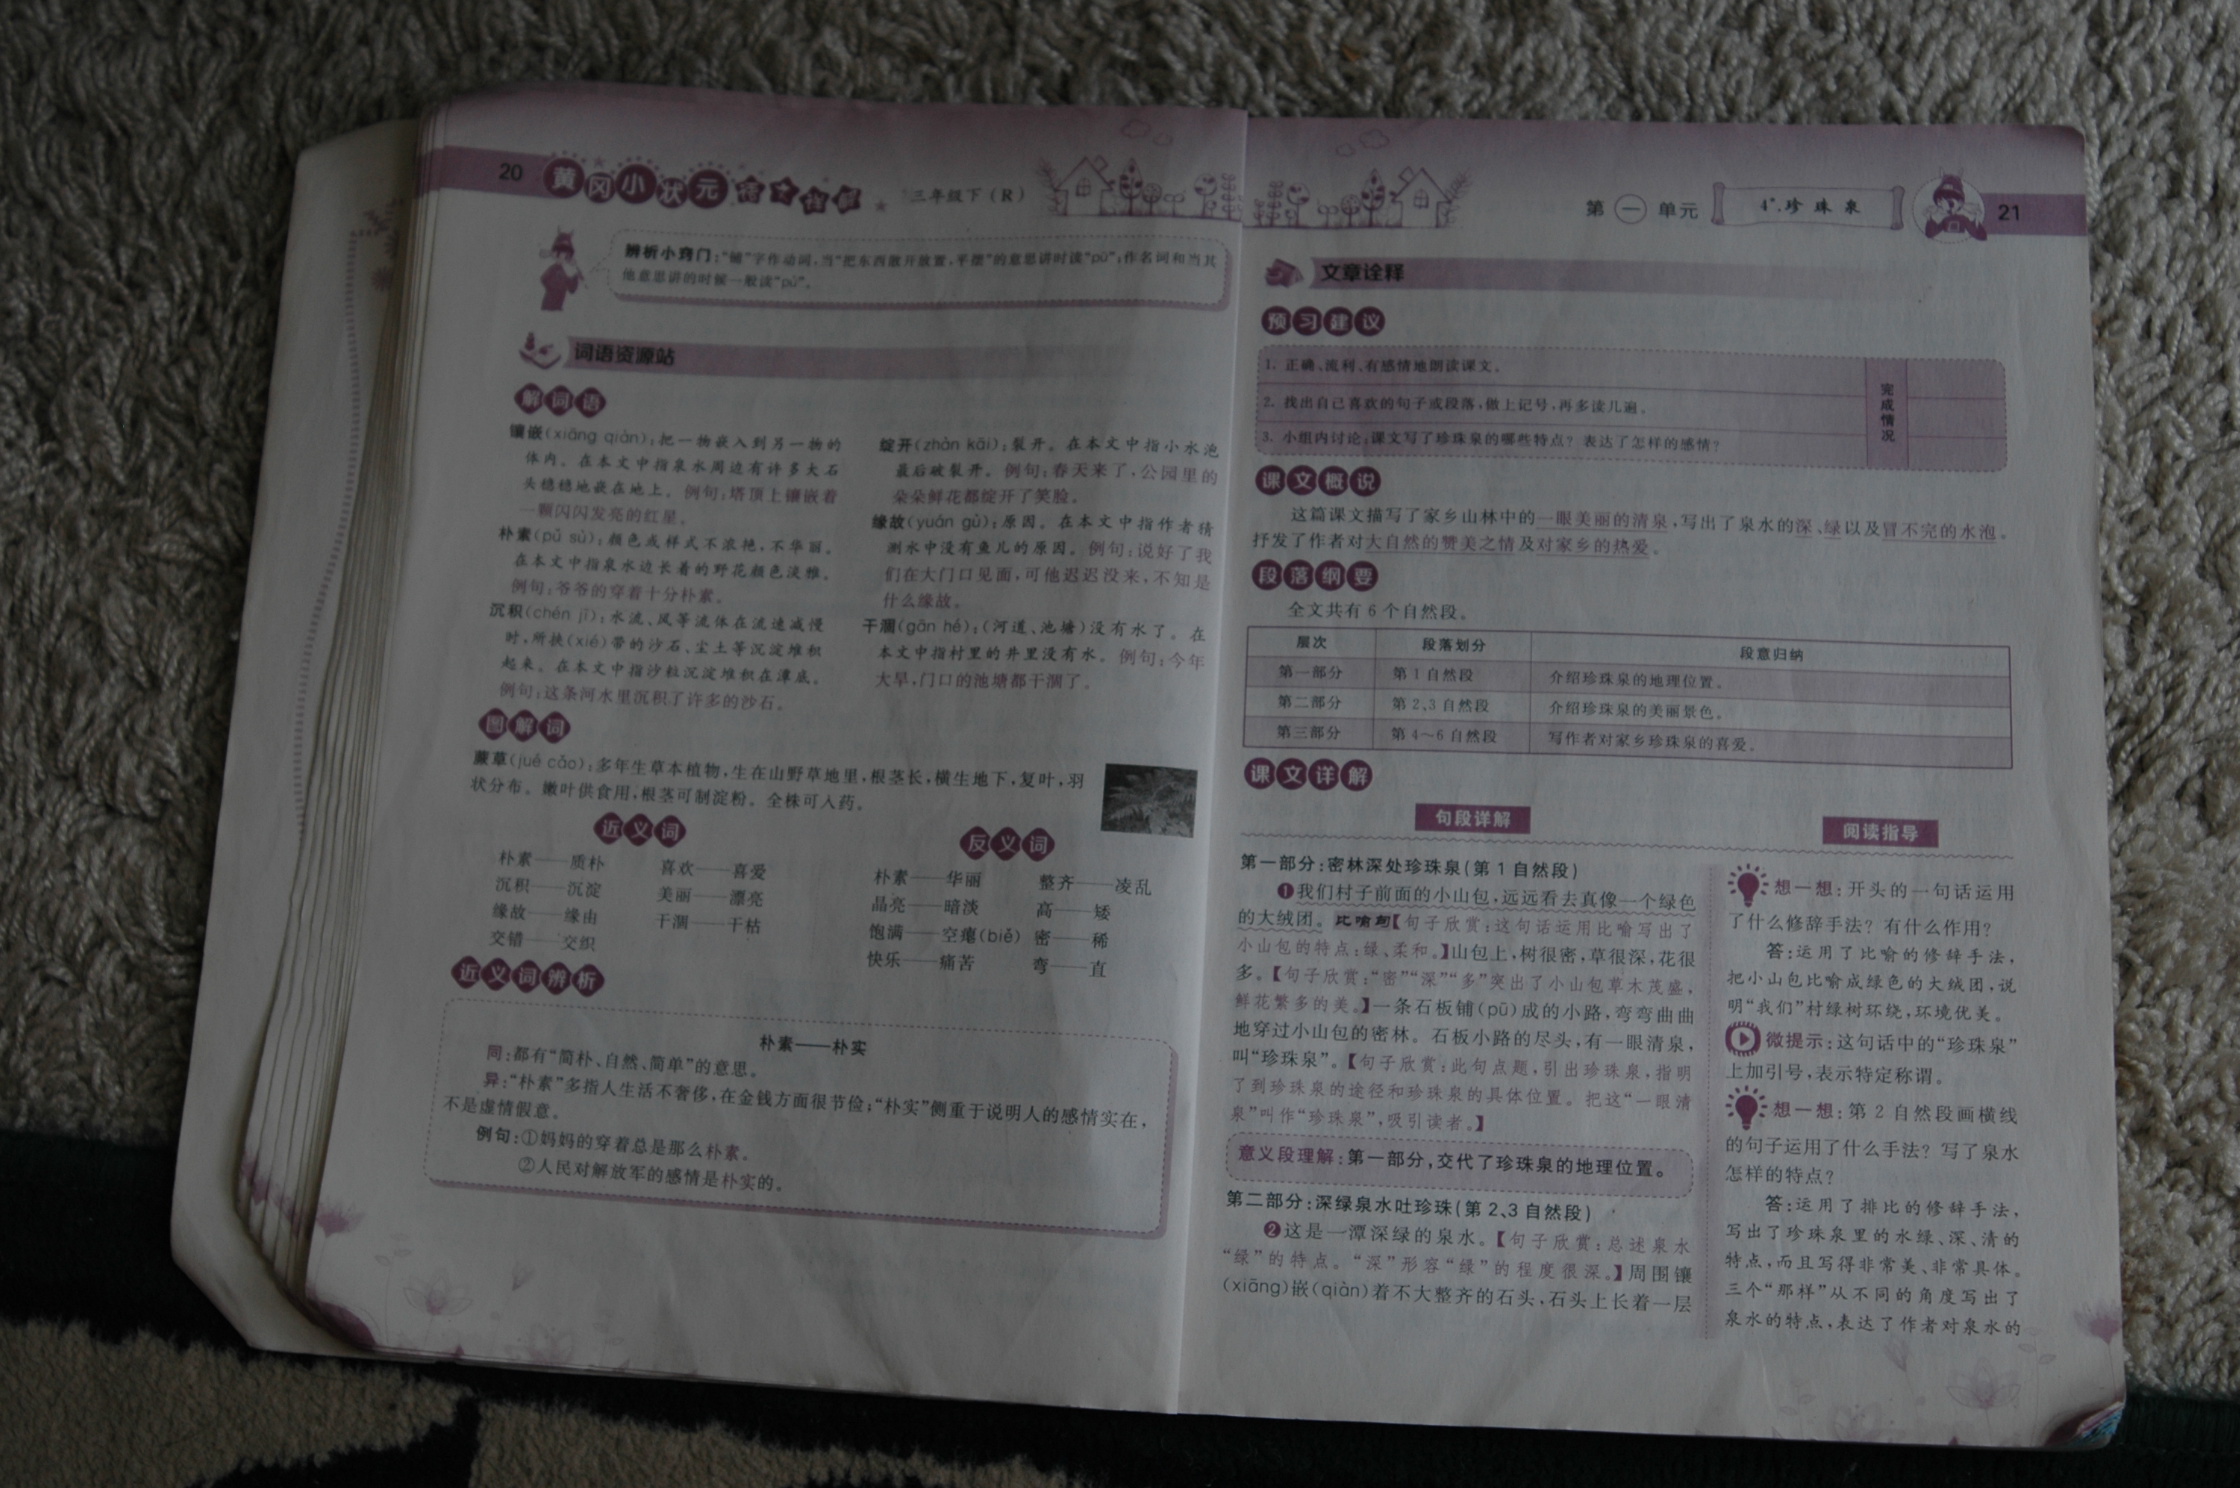 20 黄冈小状元 三年级下(R)
辨析小窍门：“铺”字作动词，当“把东西散开放置，平摆”的意思讲时读“pū”；作名词和当其
他意思讲的时候一般读“pù”。
词语资源站
解词语
镶嵌(xiāng qiàn)：把一物嵌入到另一物的
体内。在本文中指泉水周边有许多大石
头稳稳地嵌在地上。例句：塔顶上镶嵌着
一颗闪闪发亮的红星。
朴素(pǔ sù)：颜色或样式不浓艳，不华丽。
在本文中指泉水边长着的野花颜色淡雅。
例句：爷爷的穿着十分朴素。
沉积(chén jī)：水流、风等流体在流速减慢
时，所挟(xié)带的沙石、尘土等沉淀堆积
起来。在本文中指沙粒沉淀堆积在潭底。
例句：这条河水里沉积了许多的沙石。
绽开(zhàn kāi)：裂开。在本文中指小水泡
最后破裂开。例句：春天来了，公园里的
朵朵鲜花都绽开了笑脸。
缘故(yuán gù)：原因。在本文中指作者猜
测水中没有鱼儿的原因。例句：说好了我
们在大门口见面，可他迟迟没来，不知是
什么缘故。
干涸(gān hé)：(河道、池塘)没有水了。在
本文中指村里的井里没有水。例句：今年
大旱，门口的池塘都干涸了。
图解词
蕨草(jué cǎo)：多年生草本植物，生在山野草地里，根茎长，横生地下，复叶，羽
状分布。嫩叶供食用，根茎可制淀粉。全株可入药。
近义词
朴素——质朴 喜欢——喜爱
沉积——沉淀 美丽——漂亮
缘故——缘由 干涸——干枯
交错——交织
反义词
朴素——华丽 整齐——凌乱
晶亮——暗淡 高——矮
饱满——空瘪(biě) 密——稀
快乐——痛苦 弯——直
近义词辨析
朴素——朴实
同：都有“简朴、自然、简单”的意思。
异：“朴素”多指人生活不奢侈，在金钱方面很节俭；“朴实”侧重于说明人的感情实在，
不是虚情假意。
例句：①妈妈的穿着总是那么朴素。
②人民对解放军的感情是朴实的。
第一单元 4*.珍珠泉 21
文章诠释
预习建议
1. 正确、流利、有感情地朗读课文。
2. 找出自己喜欢的句子或段落，做上记号，再多读几遍。
3. 小组内讨论：课文写了珍珠泉的哪些特点？表达了怎样的感情？
完成情况
课文概说
这篇课文描写了家乡山林中的一眼美丽的清泉，写出了泉水的深、绿以及冒不完的水泡。
抒发了作者对大自然的赞美之情及对家乡的热爱。
段落纲要
全文共有6个自然段。
层次 段落划分 段意归纳
第一部分 第1自然段 介绍珍珠泉的地理位置。
第二部分 第2、3自然段 介绍珍珠泉的美丽景色。
第三部分 第4～6自然段 写作者对家乡珍珠泉的喜爱。
课文详解
句段详解
第一部分：密林深处珍珠泉(第1自然段)
❶我们村子前面的小山包，远远看去真像一个绿色
的大绒团。比喻句【句子欣赏：这句话运用比喻写出了
小山包的特点：绿、柔和。】山包上，树很密，草很深，花很
多。【句子欣赏：“密”“深”“多”突出了小山包草木茂盛，
鲜花繁多的美。】一条石板铺(pū)成的小路，弯弯曲曲
地穿过小山包的密林。石板小路的尽头，有一眼清泉，
叫“珍珠泉”。【句子欣赏：此句点题，引出珍珠泉，指明
了到珍珠泉的途径和珍珠泉的具体位置。把这“一眼清
泉”叫作“珍珠泉”，吸引读者。】
意义段理解：第一部分，交代了珍珠泉的地理位置。
第二部分：深绿泉水吐珍珠(第2、3自然段)
❷这是一潭深绿的泉水。【句子欣赏：总述泉水
“绿”的特点。“深”形容“绿”的程度很深。】周围镶
(xiāng)嵌(qiàn)着不大整齐的石头，石头上长着一层
阅读指导
想一想：开头的一句话运用
了什么修辞手法？有什么作用？
答：运用了比喻的修辞手法，
把小山包比喻成绿色的大绒团，说
明“我们”村绿树环绕，环境优美。
微提示：这句话中的“珍珠泉”
上加引号，表示特定称谓。
想一想：第2自然段画横线
的句子运用了什么手法？写了泉水
怎样的特点？
答：运用了排比的修辞手法，
写出了珍珠泉里的水绿、深、清的
特点，而且写得非常美、非常具体。
三个“那样”从不同的角度写出了
泉水的特点，表达了作者对泉水的